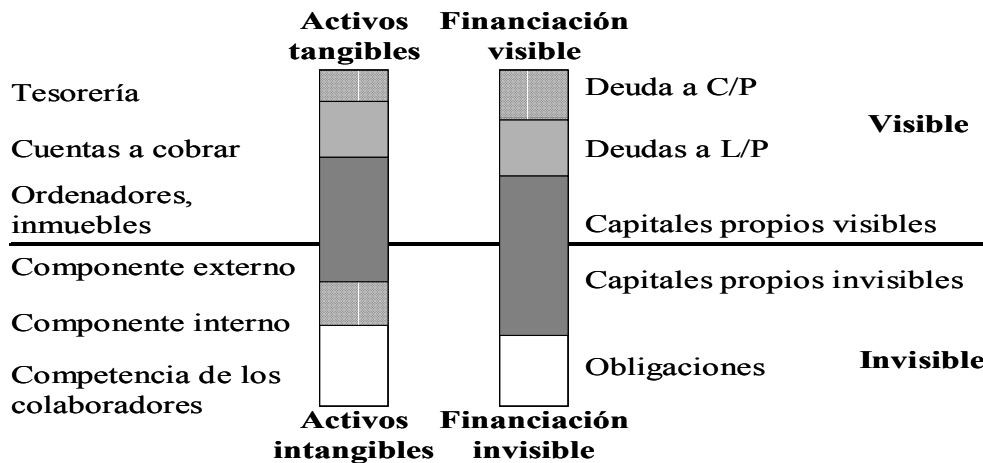 Activos
tangibles
Financiación
visible
Tesorería
Cuentas a cobrar
Ordenadores,
inmuebles
Componente externo
Componente interno
Competencia de los
colaboradores
Deuda a C/P
Deudas a L/P
Capitales propios visibles
Capitales propios invisibles
Obligaciones
Visible
Invisible
Activos
intangibles
Financiación
invisible